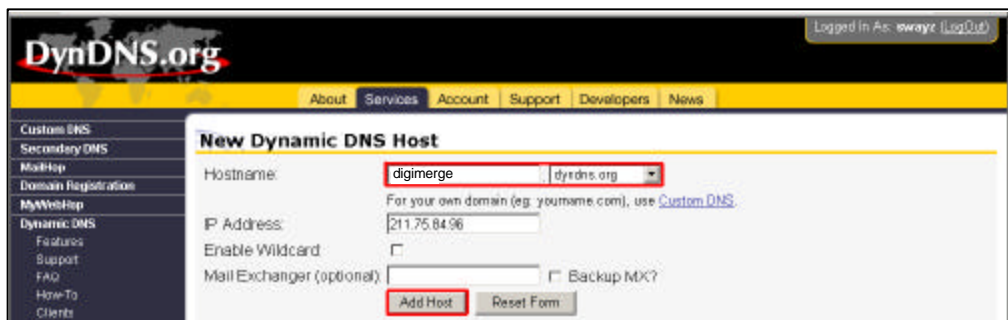 Logged In As: swayz (LogOut)
DynDNS.org
About Services Account Support Developers News
Custom DNS
Secondary DNS
MailHop
Domain Registration
MyWebHop
Dynamic DNS
Features
Support
FAQ
How-To
Clients
New Dynamic DNS Host
Hostname: digimerge . dyndns.org
For your own domain (eg: yourname.com), use Custom DNS.
IP Address: 211.75.84.96
Enable Wildcard:
Mail Exchanger (optional): Backup MX?
Add Host Reset Form